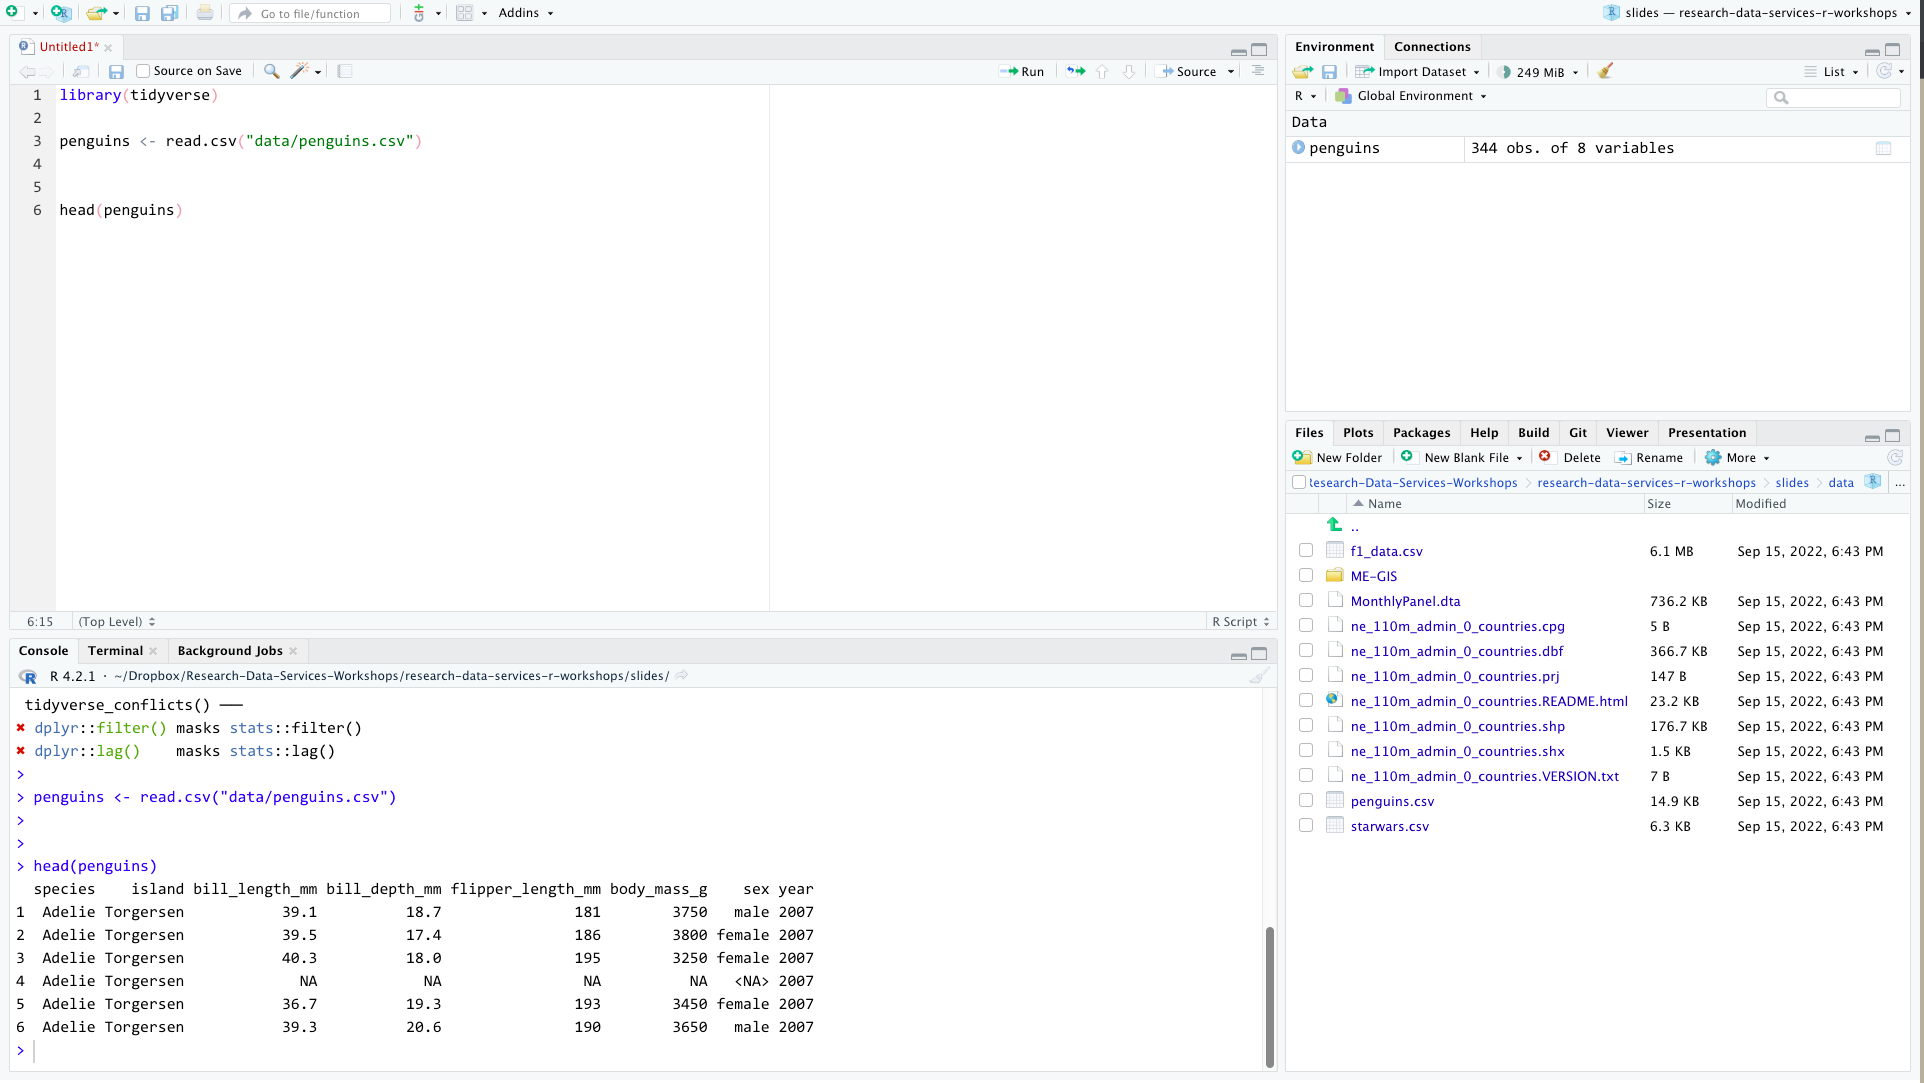 Go to file/function
Addins
slides — research-data-services-r-workshops
Untitled1*
Source on Save
Run
Source
1 library(tidyverse)
2
3 penguins <- read.csv("data/penguins.csv")
4
5
6 head(penguins)
6:15
(Top Level)
R Script
Console
Terminal
Background Jobs
R 4.2.1 · ~/Dropbox/Research-Data-Services-Workshops/research-data-services-r-workshops/slides/
tidyverse_conflicts() ──
✖ dplyr::filter() masks stats::filter()
✖ dplyr::lag()    masks stats::lag()
>
> penguins <- read.csv("data/penguins.csv")
>
>
> head(penguins)
  species    island bill_length_mm bill_depth_mm flipper_length_mm body_mass_g    sex year
1  Adelie Torgersen           39.1          18.7               181        3750   male 2007
2  Adelie Torgersen           39.5          17.4               186        3800 female 2007
3  Adelie Torgersen           40.3          18.0               195        3250 female 2007
4  Adelie Torgersen             NA            NA                NA          NA   <NA> 2007
5  Adelie Torgersen           36.7          19.3               193        3450 female 2007
6  Adelie Torgersen           39.3          20.6               190        3650   male 2007
>
Environment
Connections
Import Dataset
249 MiB
List
R
Global Environment
Data
penguins 344 obs. of 8 variables
Files
Plots
Packages
Help
Build
Git
Viewer
Presentation
New Folder
New Blank File
Delete
Rename
More
Research-Data-Services-Workshops > research-data-services-r-workshops > slides > data
...
Name Size Modified
..
f1_data.csv 6.1 MB Sep 15, 2022, 6:43 PM
ME-GIS
MonthlyPanel.dta 736.2 KB Sep 15, 2022, 6:43 PM
ne_110m_admin_0_countries.cpg 5 B Sep 15, 2022, 6:43 PM
ne_110m_admin_0_countries.dbf 366.7 KB Sep 15, 2022, 6:43 PM
ne_110m_admin_0_countries.prj 147 B Sep 15, 2022, 6:43 PM
ne_110m_admin_0_countries.README.html 23.2 KB Sep 15, 2022, 6:43 PM
ne_110m_admin_0_countries.shp 176.7 KB Sep 15, 2022, 6:43 PM
ne_110m_admin_0_countries.shx 1.5 KB Sep 15, 2022, 6:43 PM
ne_110m_admin_0_countries.VERSION.txt 7 B Sep 15, 2022, 6:43 PM
penguins.csv 14.9 KB Sep 15, 2022, 6:43 PM
starwars.csv 6.3 KB Sep 15, 2022, 6:43 PM